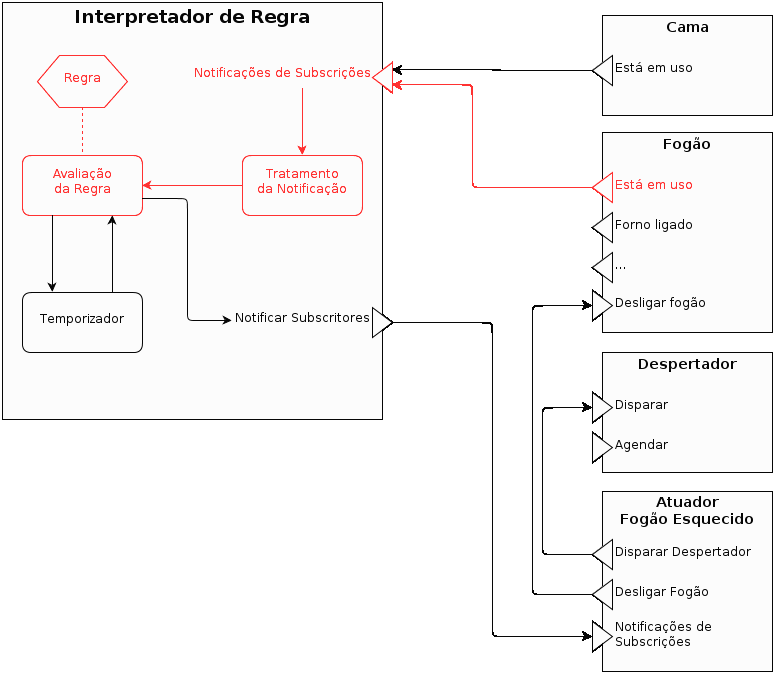 Interpretador de Regra
Regra
Notificações de Subscrições
Avaliação
da Regra
Tratamento
da Notificação
Temporizador
Notificar Subscritores
Cama
Está em uso
Fogão
Está em uso
Forno ligado
...
Desligar fogão
Despertador
Disparar
Agendar
Atuador
Fogão Esquecido
Disparar Despertador
Desligar Fogão
Notificações de
Subscrições